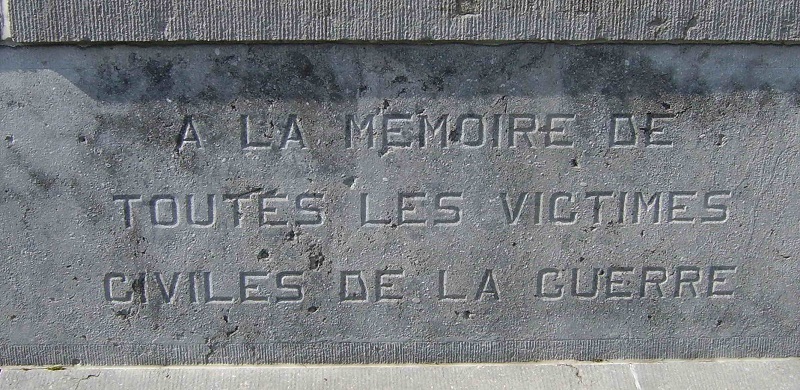 A LA MEMOIRE DE
TOUTES LES VICTIMES
CIVILES DE LA GUERRE